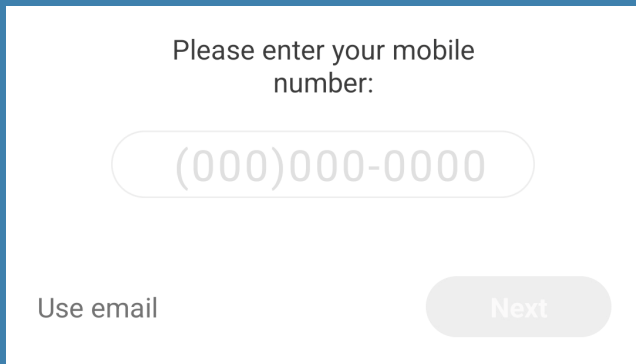 Please enter your mobile
number:
(000)000-0000
Use email
Next